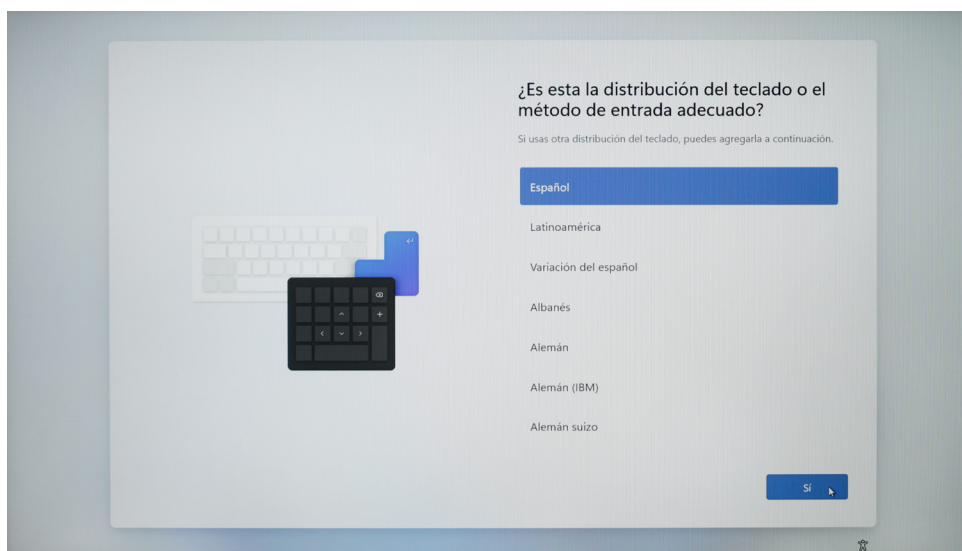 ¿Es esta la distribución del teclado o el
método de entrada adecuado?
Si usas otra distribución del teclado, puedes agregarla a continuación.
Español
Latinoamérica
Variación del español
Albanés
Alemán
Alemán (IBM)
Alemán suizo
Sí